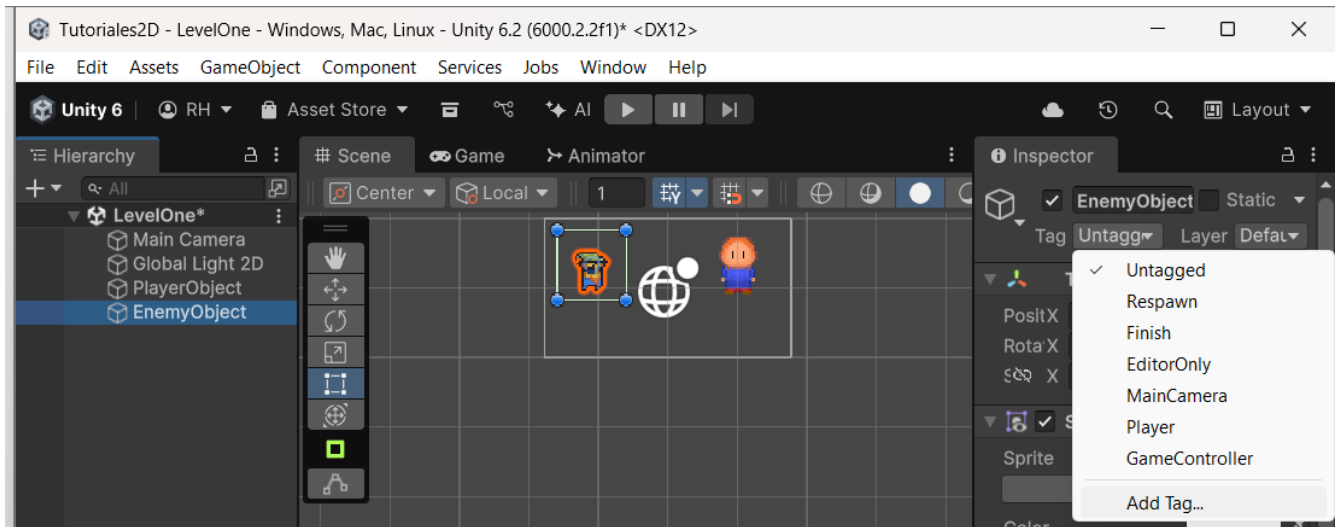 Tutoriales2D - LevelOne - Windows, Mac, Linux - Unity 6.2 (6000.2.2f1)* <DX12>
File Edit Assets GameObject Component Services Jobs Window Help
Unity 6 RH Asset Store AI Layout
Hierarchy
All
LevelOne*
Main Camera
Global Light 2D
PlayerObject
EnemyObject
Scene Game Animator
Center Local 1
Inspector
EnemyObject Static
Tag Untagg Layer Defau
Untagged
Respawn
Finish
EditorOnly
MainCamera
Player
GameController
Add Tag...
Posit X
Rota X
X
Sprite